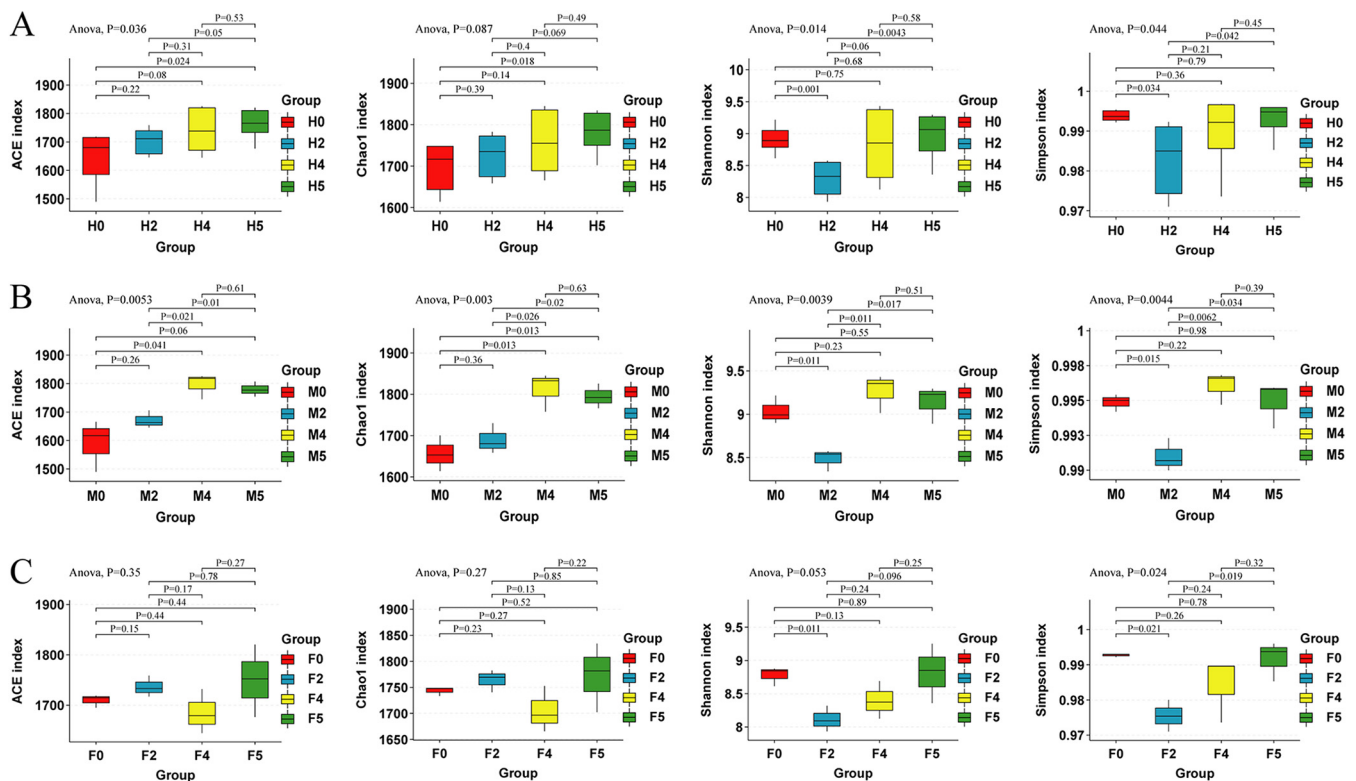 A
Anova, P=0.036
P=0.53
P=0.05
P=0.31
P=0.024
P=0.08
P=0.22
ACE index
1900
1800
1700
1600
1500
H0 H2 H4 H5
Group
Group
H0
H2
H4
H5
Anova, P=0.087
P=0.49
P=0.069
P=0.4
P=0.018
P=0.14
P=0.39
Chao1 index
1900
1800
1700
1600
H0 H2 H4 H5
Group
Group
H0
H2
H4
H5
Anova, P=0.014
P=0.58
P=0.0043
P=0.06
P=0.68
P=0.75
P=0.001
Shannon index
10
9.5
9
8.5
8
H0 H2 H4 H5
Group
Group
H0
H2
H4
H5
Anova, P=0.044
P=0.45
P=0.042
P=0.21
P=0.79
P=0.36
P=0.034
Simpson index
1
0.99
0.98
0.97
H0 H2 H4 H5
Group
Group
H0
H2
H4
H5
B
Anova, P=0.0053
P=0.61
P=0.01
P=0.021
P=0.06
P=0.041
P=0.26
ACE index
1900
1800
1700
1600
1500
M0 M2 M4 M5
Group
Group
M0
M2
M4
M5
Anova, P=0.003
P=0.63
P=0.02
P=0.026
P=0.013
P=0.013
P=0.36
Chao1 index
1900
1800
1700
1600
M0 M2 M4 M5
Group
Group
M0
M2
M4
M5
Anova, P=0.0039
P=0.51
P=0.017
P=0.011
P=0.55
P=0.23
P=0.011
Shannon index
9.5
9
8.5
M0 M2 M4 M5
Group
Group
M0
M2
M4
M5
Anova, P=0.0044
P=0.39
P=0.034
P=0.0062
P=0.98
P=0.22
P=0.015
Simpson index
1
0.998
0.995
0.993
0.99
M0 M2 M4 M5
Group
Group
M0
M2
M4
M5
C
Anova, P=0.35
P=0.27
P=0.78
P=0.17
P=0.44
P=0.44
P=0.15
ACE index
1900
1800
1700
F0 F2 F4 F5
Group
Group
F0
F2
F4
F5
Anova, P=0.27
P=0.22
P=0.85
P=0.13
P=0.52
P=0.27
P=0.23
Chao1 index
1900
1850
1800
1750
1700
1650
F0 F2 F4 F5
Group
Group
F0
F2
F4
F5
Anova, P=0.053
P=0.25
P=0.096
P=0.24
P=0.89
P=0.13
P=0.011
Shannon index
9.5
9
8.5
8
F0 F2 F4 F5
Group
Group
F0
F2
F4
F5
Anova, P=0.024
P=0.32
P=0.019
P=0.24
P=0.78
P=0.26
P=0.021
Simpson index
1
0.99
0.98
0.97
F0 F2 F4 F5
Group
Group
F0
F2
F4
F5